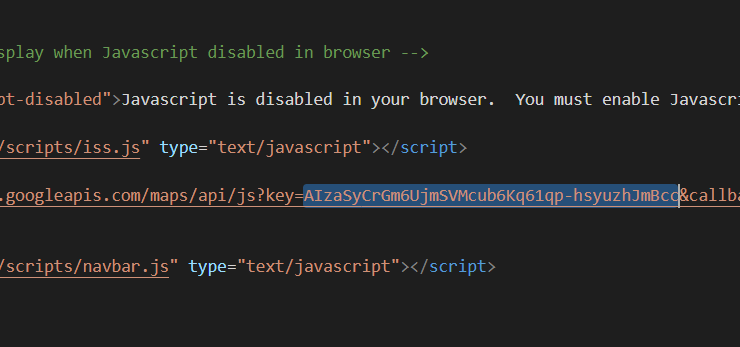 splay when Javascript disabled in browser -->
pt-disabled">Javascript is disabled in your browser.  You must enable Javascri
/scripts/iss.js" type="text/javascript"></script>
.googleapis.com/maps/api/js?key=AIzaSyCrGm6UjmSVMcub6Kq61qp-hsyuzhJmBcc&callba
/scripts/navbar.js" type="text/javascript"></script>